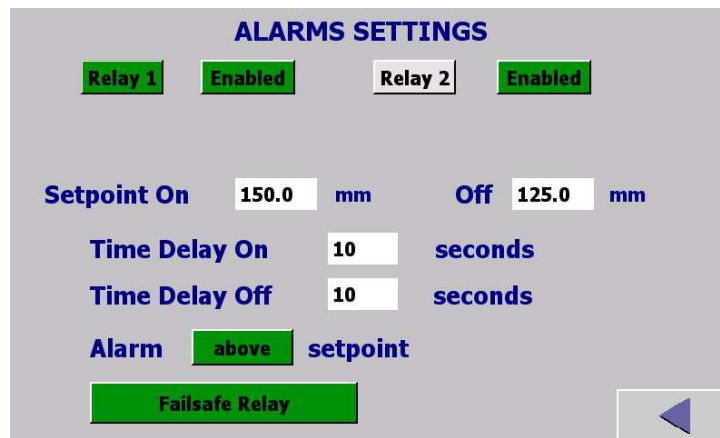 ALARMS SETTINGS
Relay 1 Enabled Relay 2 Enabled
Setpoint On 150.0 mm Off 125.0 mm
Time Delay On 10 seconds
Time Delay Off 10 seconds
Alarm above setpoint
Failsafe Relay